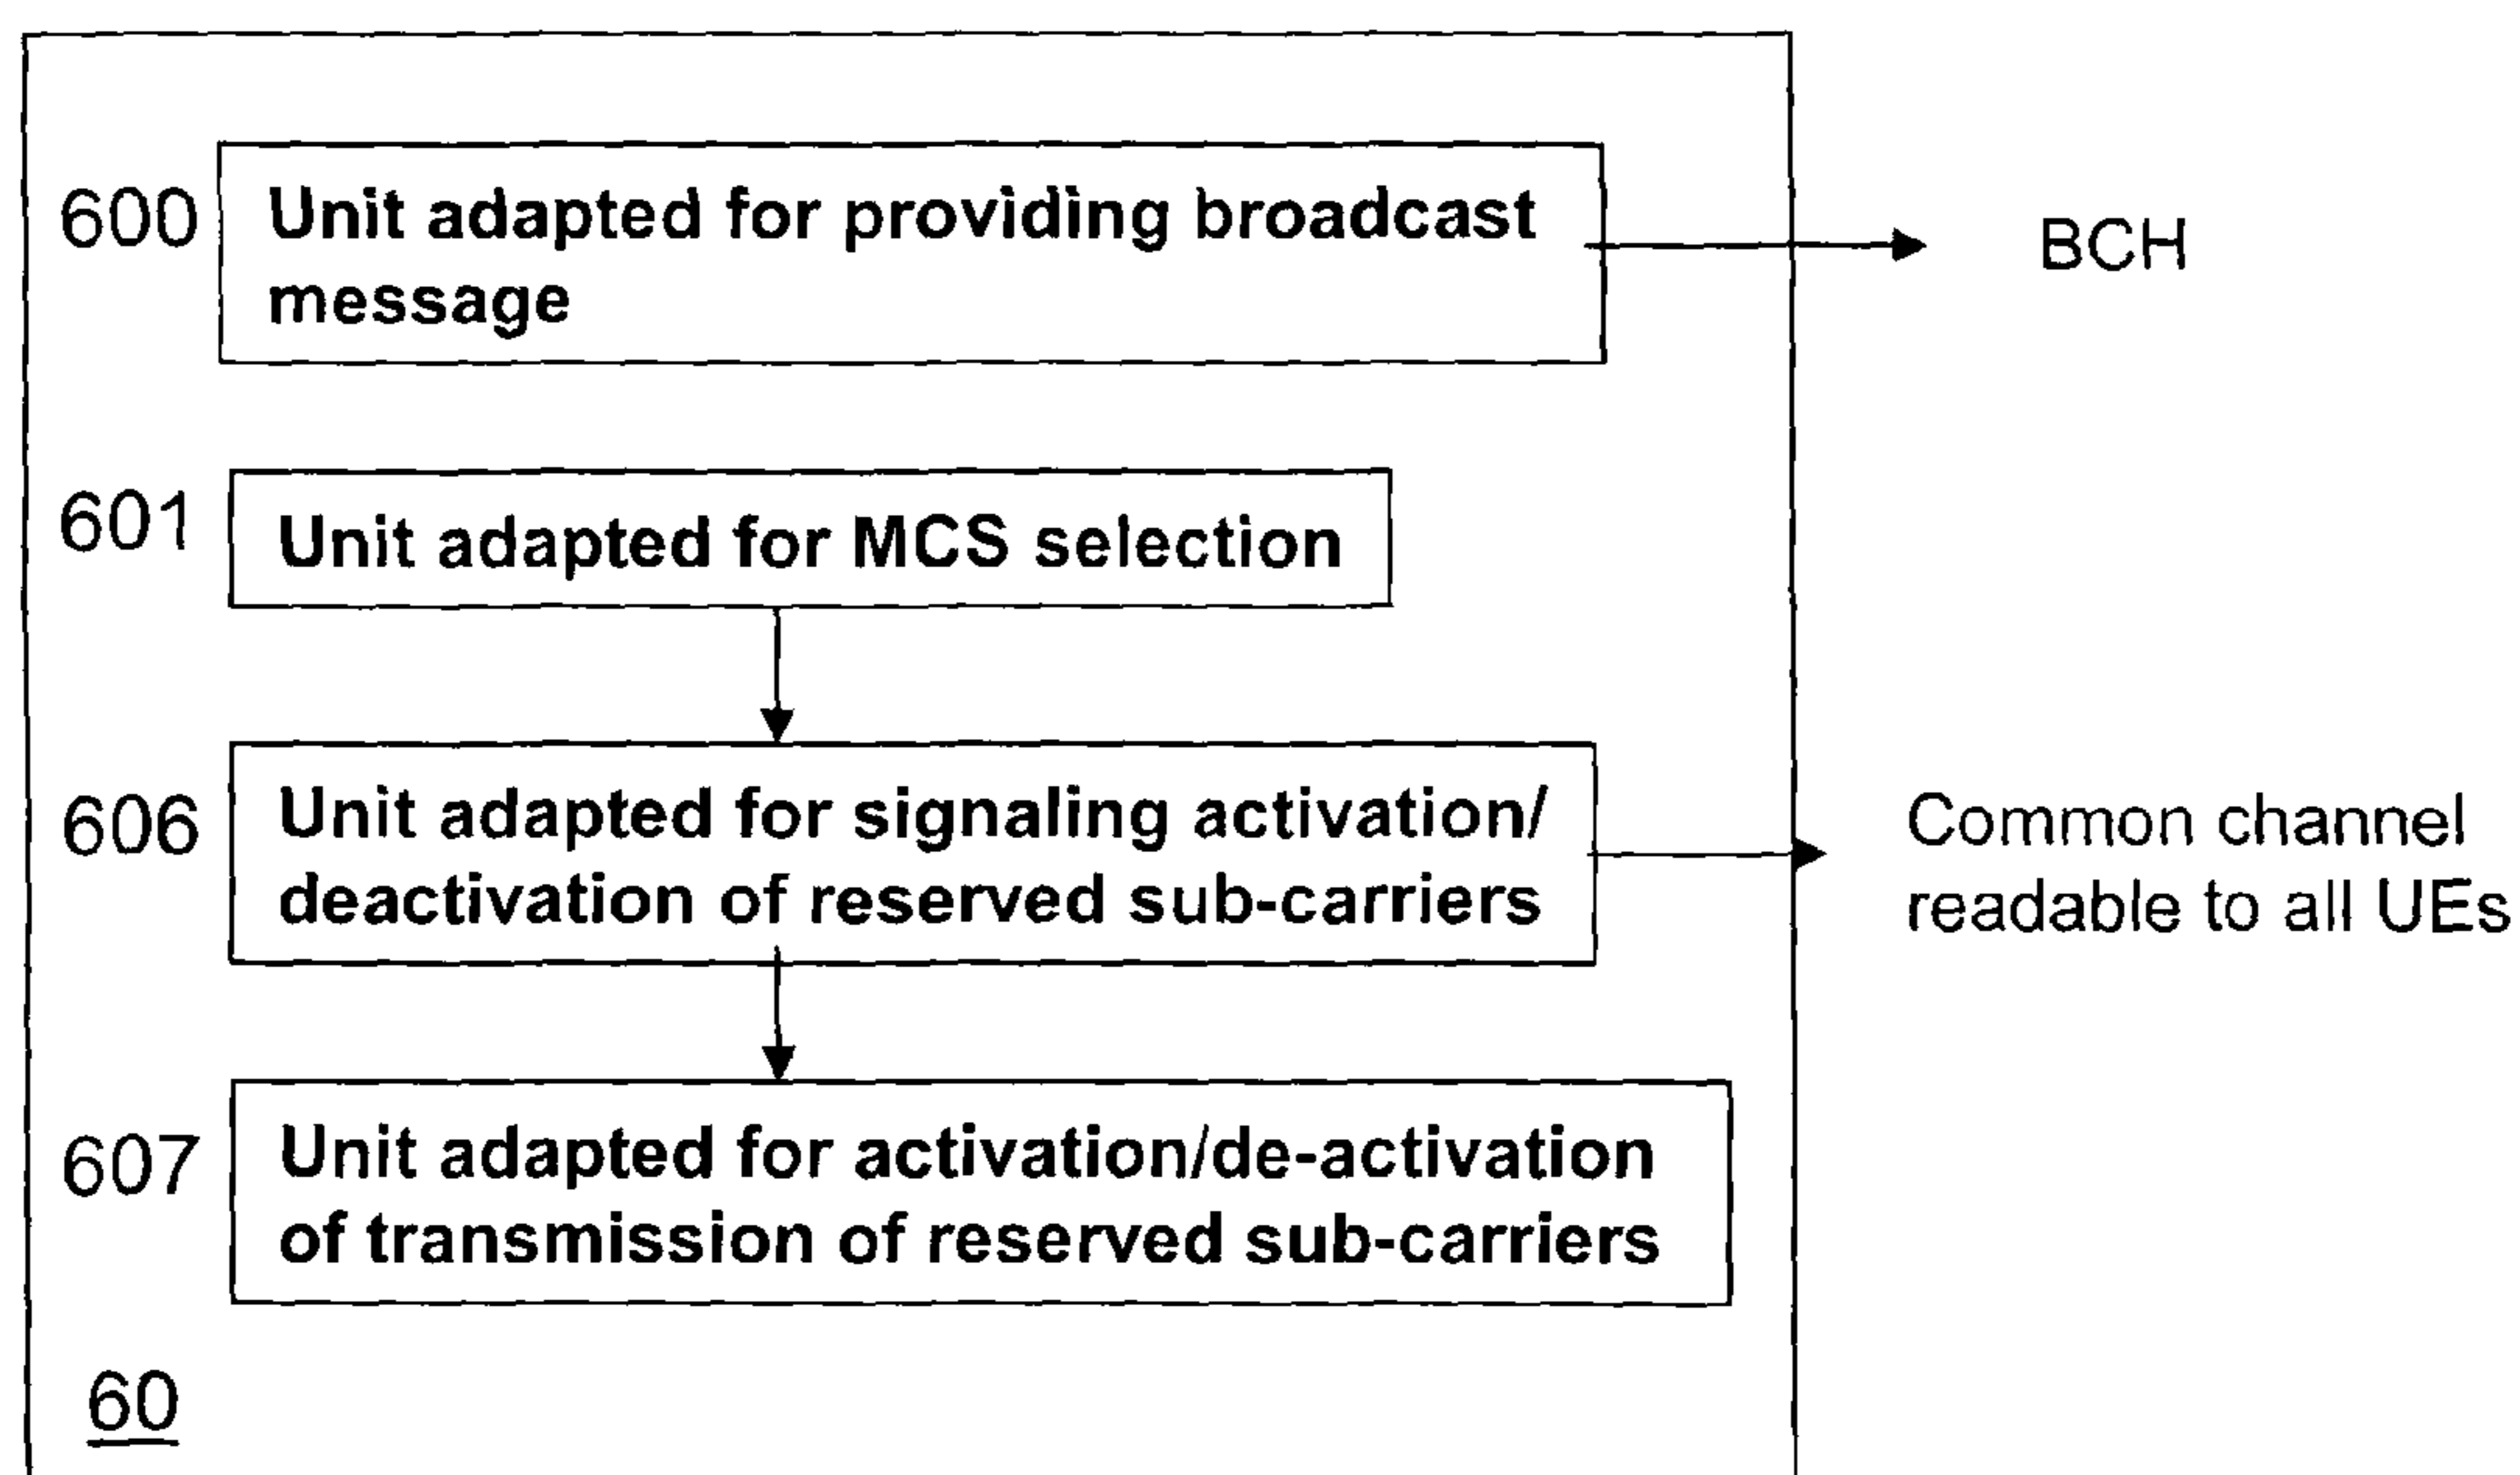 600
Unit adapted for providing broadcast
message
BCH
601
Unit adapted for MCS selection
606
Unit adapted for signaling activation/
deactivation of reserved sub-carriers
Common channel
readable to all UEs
607
Unit adapted for activation/de-activation
of transmission of reserved sub-carriers
60